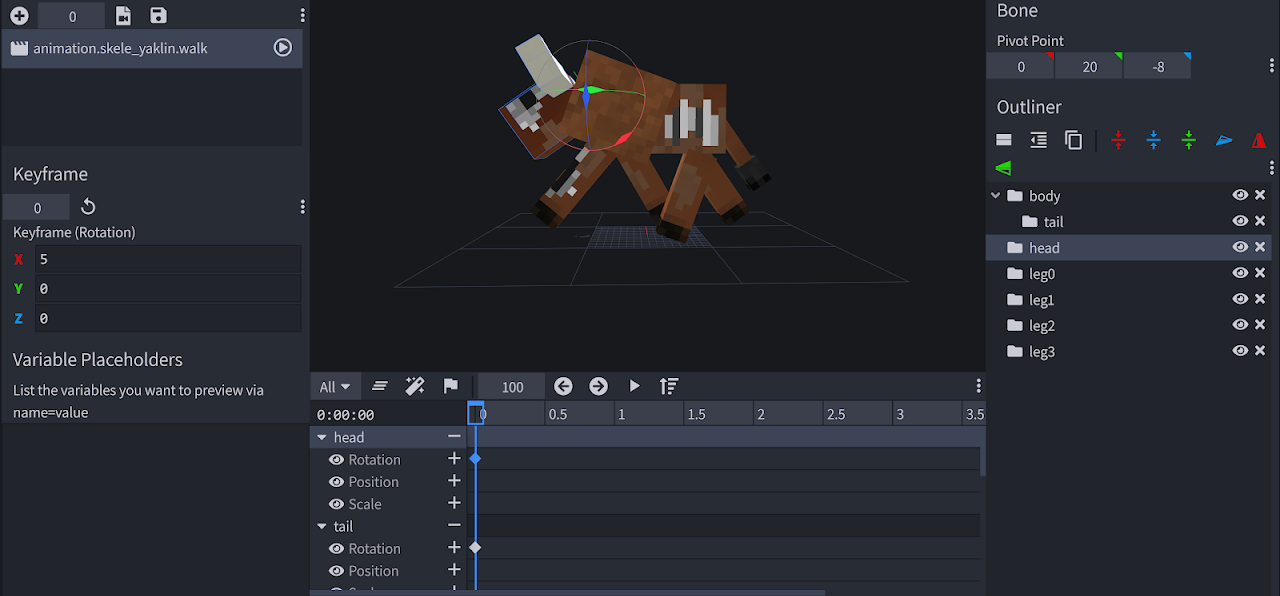 0
animation.skele_yaklin.walk
Keyframe
0
Keyframe (Rotation)
X 5
Y 0
Z 0
Variable Placeholders
List the variables you want to preview via
name=value
All
100
0:00:00
0 0.5 1 1.5 2 2.5 3 3.5
head
Rotation
Position
Scale
tail
Rotation
Position
Bone
Pivot Point
0 20 -8
Outliner
body
tail
head
leg0
leg1
leg2
leg3